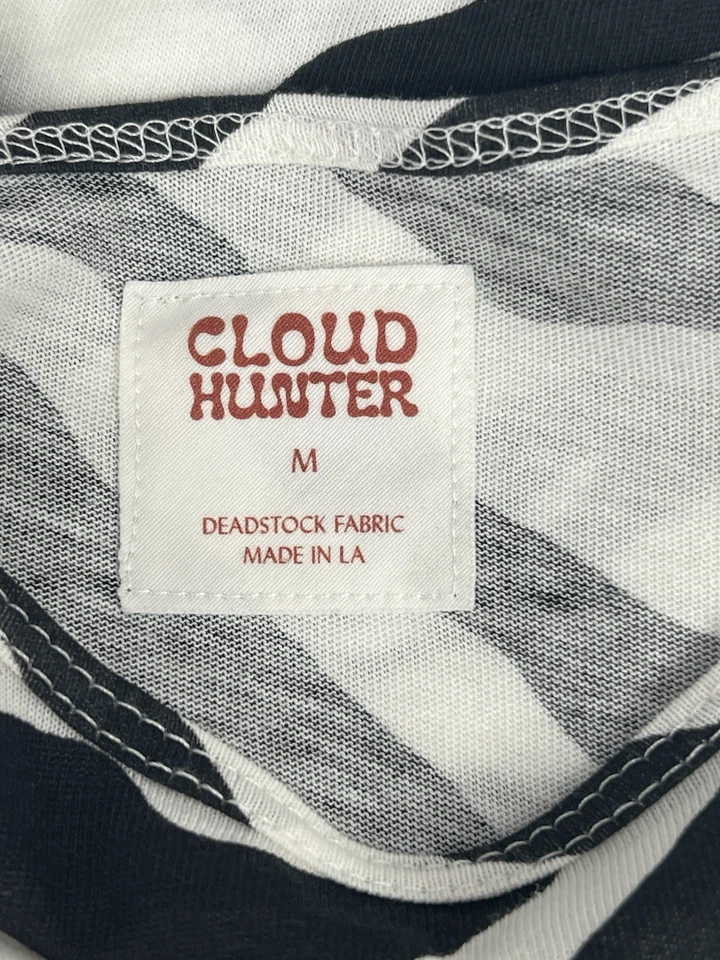 CLOUD
HUNTER
M
DEADSTOCK FABRIC
MADE IN LA